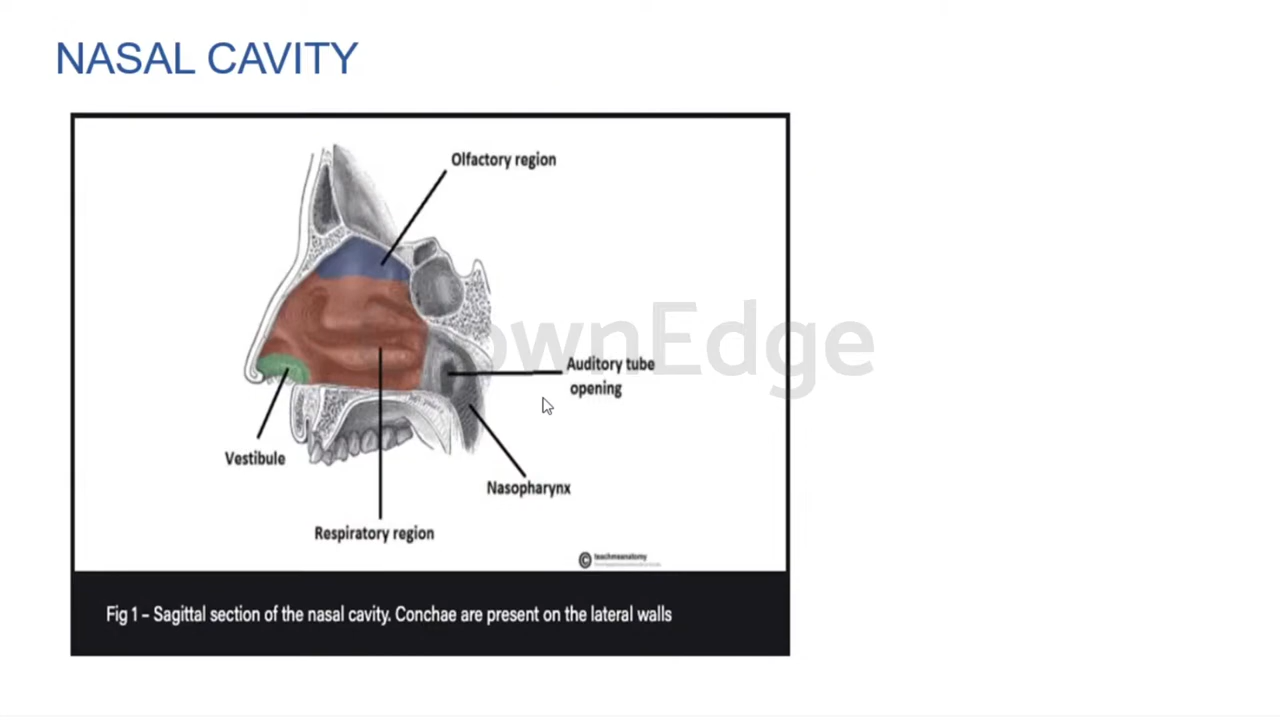 NASAL CAVITY
Olfactory region
Auditory tube
opening
Vestibule
Nasopharynx
Respiratory region
© teachmeanatomy
Fig 1 – Sagittal section of the nasal cavity. Conchae are present on the lateral walls